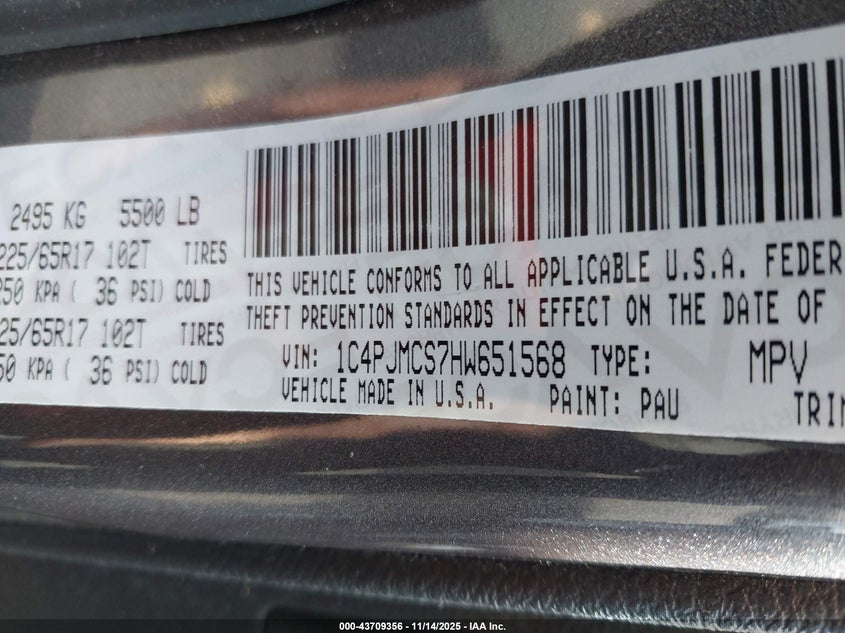 2495 KG 5500 LB
225/65R17 102T TIRES
250 KPA ( 36 PSI) COLD
25/65R17 102T TIRES
50 KPA ( 36 PSI) COLD
THIS VEHICLE CONFORMS TO ALL APPLICABLE U.S.A. FEDER
THEFT PREVENTION STANDARDS IN EFFECT ON THE DATE OF
VIN: 1C4PJMCS7HW651568 TYPE: MPV
VEHICLE MADE IN U.S.A. PAINT: PAU TRIM
000-43709356 | 11/14/2025 - IAA Inc.